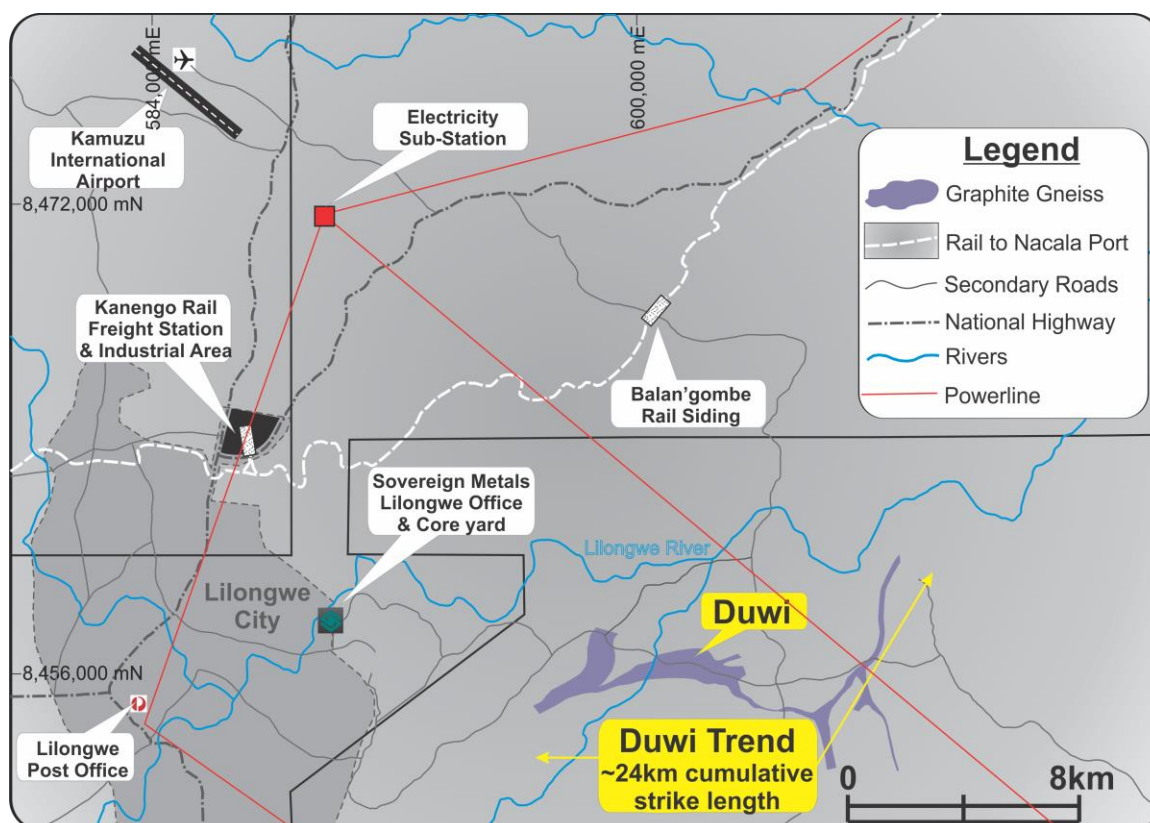 584,000 mE
600,000 mE
Kamuzu
International
Airport
Electricity
Sub-Station
8,472,000 mN
Legend
Graphite Gneiss
Rail to Nacala Port
Secondary Roads
National Highway
Rivers
Powerline
Kanengo Rail
Freight Station
& Industrial Area
Balan’gombe
Rail Siding
Sovereign Metals
Lilongwe Office
& Core yard
Lilongwe River
Lilongwe
City
Duwi
8,456,000 mN
Lilongwe
Post Office
Duwi Trend
~24km cumulative
strike length
0
8km